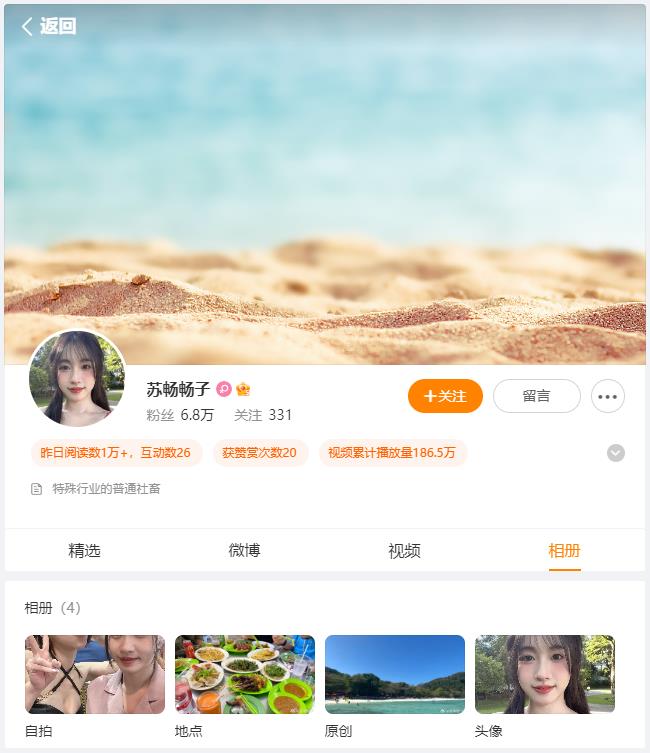 返回
苏畅畅子
粉丝 6.8万 关注 331
+关注
留言
昨日阅读数1万+，互动数26 获赞赏次数20 视频累计播放量186.5万
特殊行业的普通社畜
精选 微博 视频 相册
相册（4）
自拍 地点 原创 头像